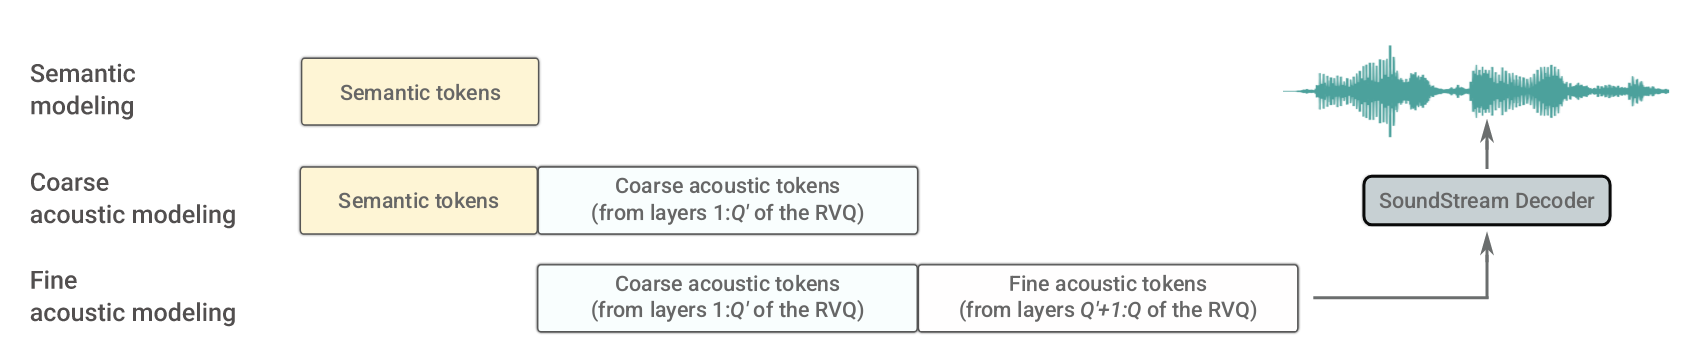 Semantic
modeling
Semantic tokens
Coarse
acoustic modeling
Semantic tokens
Coarse acoustic tokens
(from layers 1:Q' of the RVQ)
SoundStream Decoder
Fine
acoustic modeling
Coarse acoustic tokens
(from layers 1:Q' of the RVQ)
Fine acoustic tokens
(from layers Q'+1:Q of the RVQ)